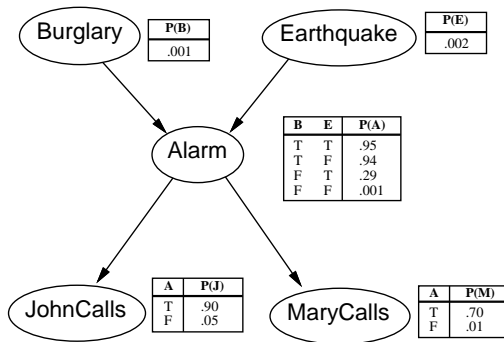 Burglary
P(B)
.001
Earthquake
P(E)
.002
Alarm
B E P(A)
T T .95
T F .94
F T .29
F F .001
JohnCalls
A P(J)
T .90
F .05
MaryCalls
A P(M)
T .70
F .01